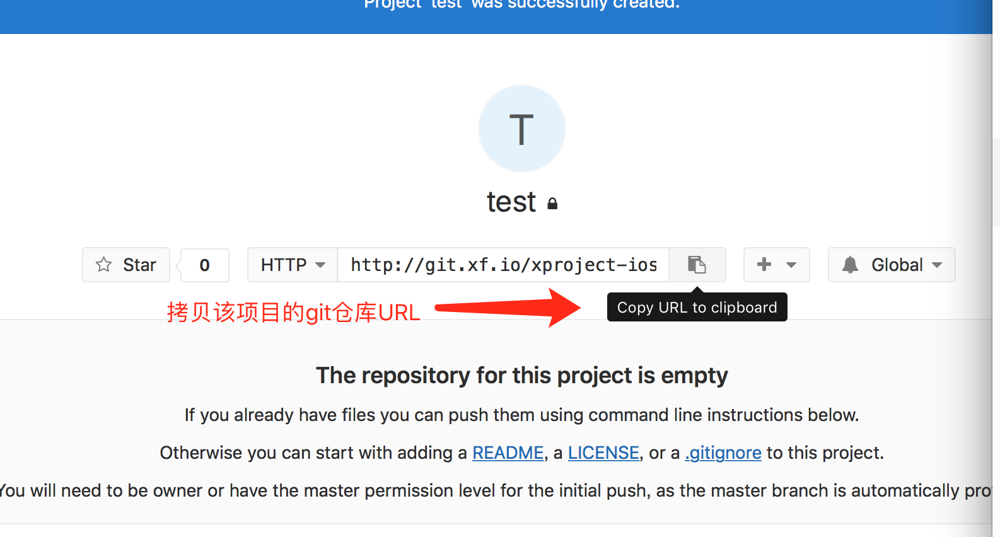 Project 'test' was successfully created.
T
test
Star
0
HTTP
http://git.xf.io/xproject-ios
Global
拷贝该项目的git仓库URL
Copy URL to clipboard
The repository for this project is empty
If you already have files you can push them using command line instructions below.
Otherwise you can start with adding a README, a LICENSE, or a .gitignore to this project.
You will need to be owner or have the master permission level for the initial push, as the master branch is automatically